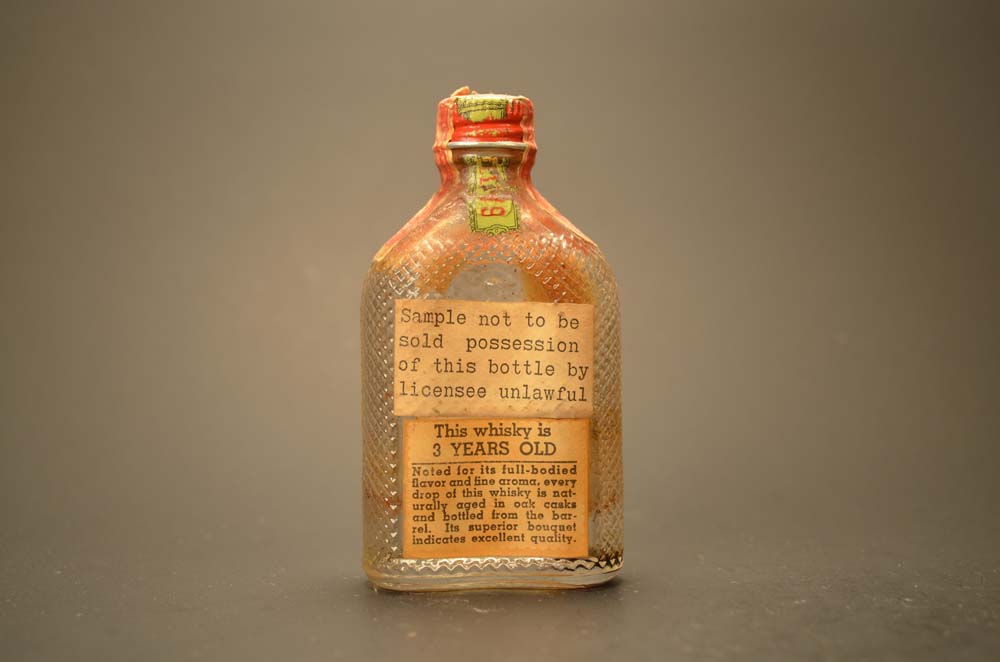 Sample not to be
sold possession
of this bottle by
licensee unlawful
This whisky is
3 YEARS OLD
Noted for its full-bodied
flavor and fine aroma, every
drop of this whisky is nat-
urally aged in oak casks
and bottled from the bar-
rel. Its superior bouquet
indicates excellent quality.